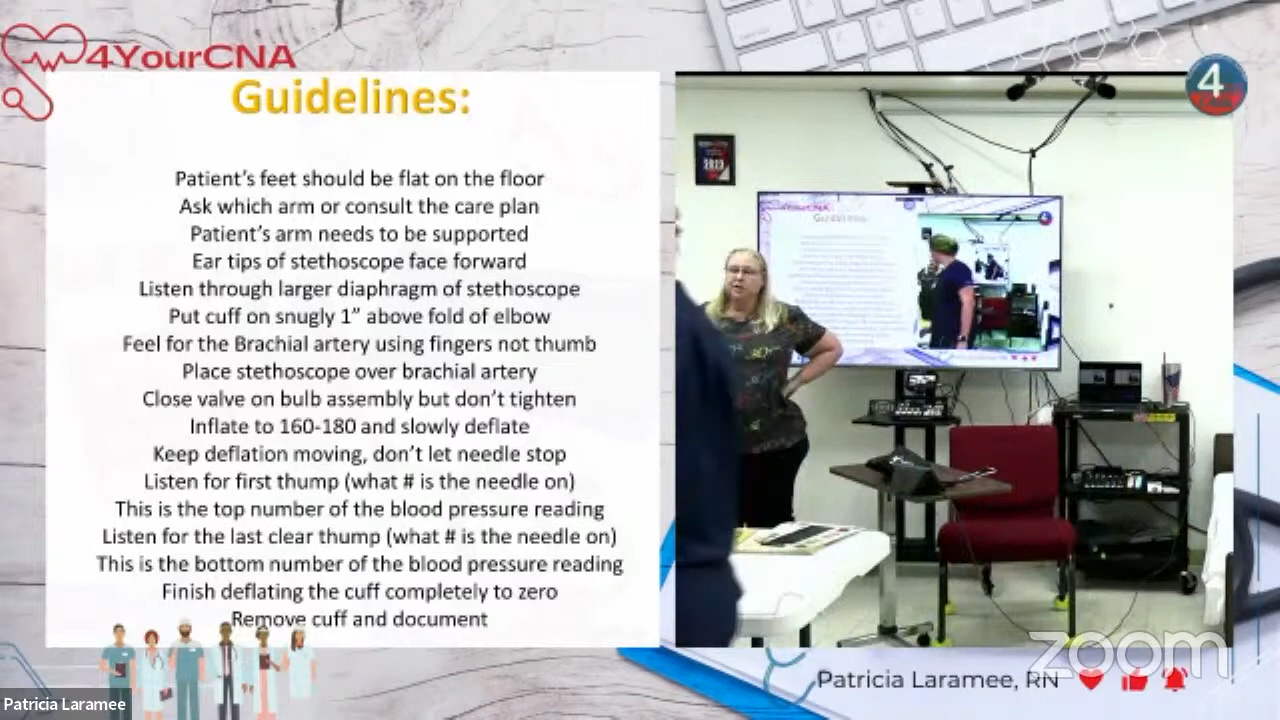 4YourCNA
Guidelines:
Patient's feet should be flat on the floor
Ask which arm or consult the care plan
Patient's arm needs to be supported
Ear tips of stethoscope face forward
Listen through larger diaphragm of stethoscope
Put cuff on snugly 1” above fold of elbow
Feel for the Brachial artery using fingers not thumb
Place stethoscope over brachial artery
Close valve on bulb assembly but don't tighten
Inflate to 160-180 and slowly deflate
Keep deflation moving, don't let needle stop
Listen for first thump (what # is the needle on)
This is the top number of the blood pressure reading
Listen for the last clear thump (what # is the needle on)
This is the bottom number of the blood pressure reading
Finish deflating the cuff completely to zero
Remove cuff and document
4
2023
4YourCNA
Guidelines:
zoom
Patricia Laramee, RN
Patricia Laramee